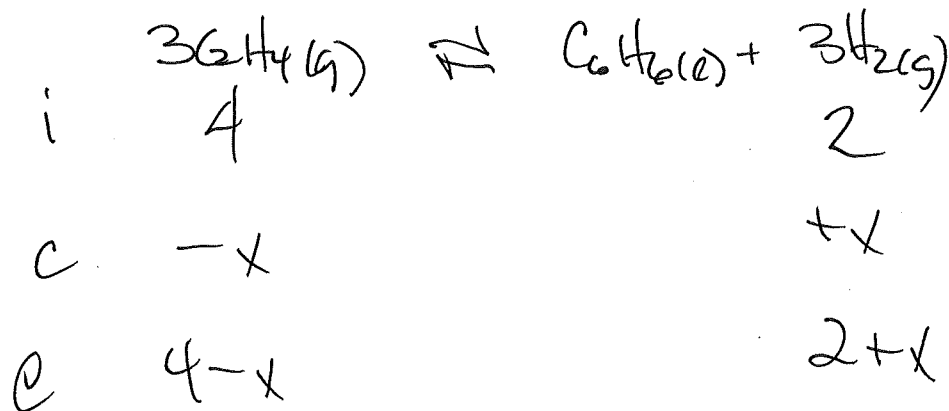 3C2H4(g) ⇌ C6H6(l) + 3H2(g)
i 4 2
c -x +x
e 4-x 2+x